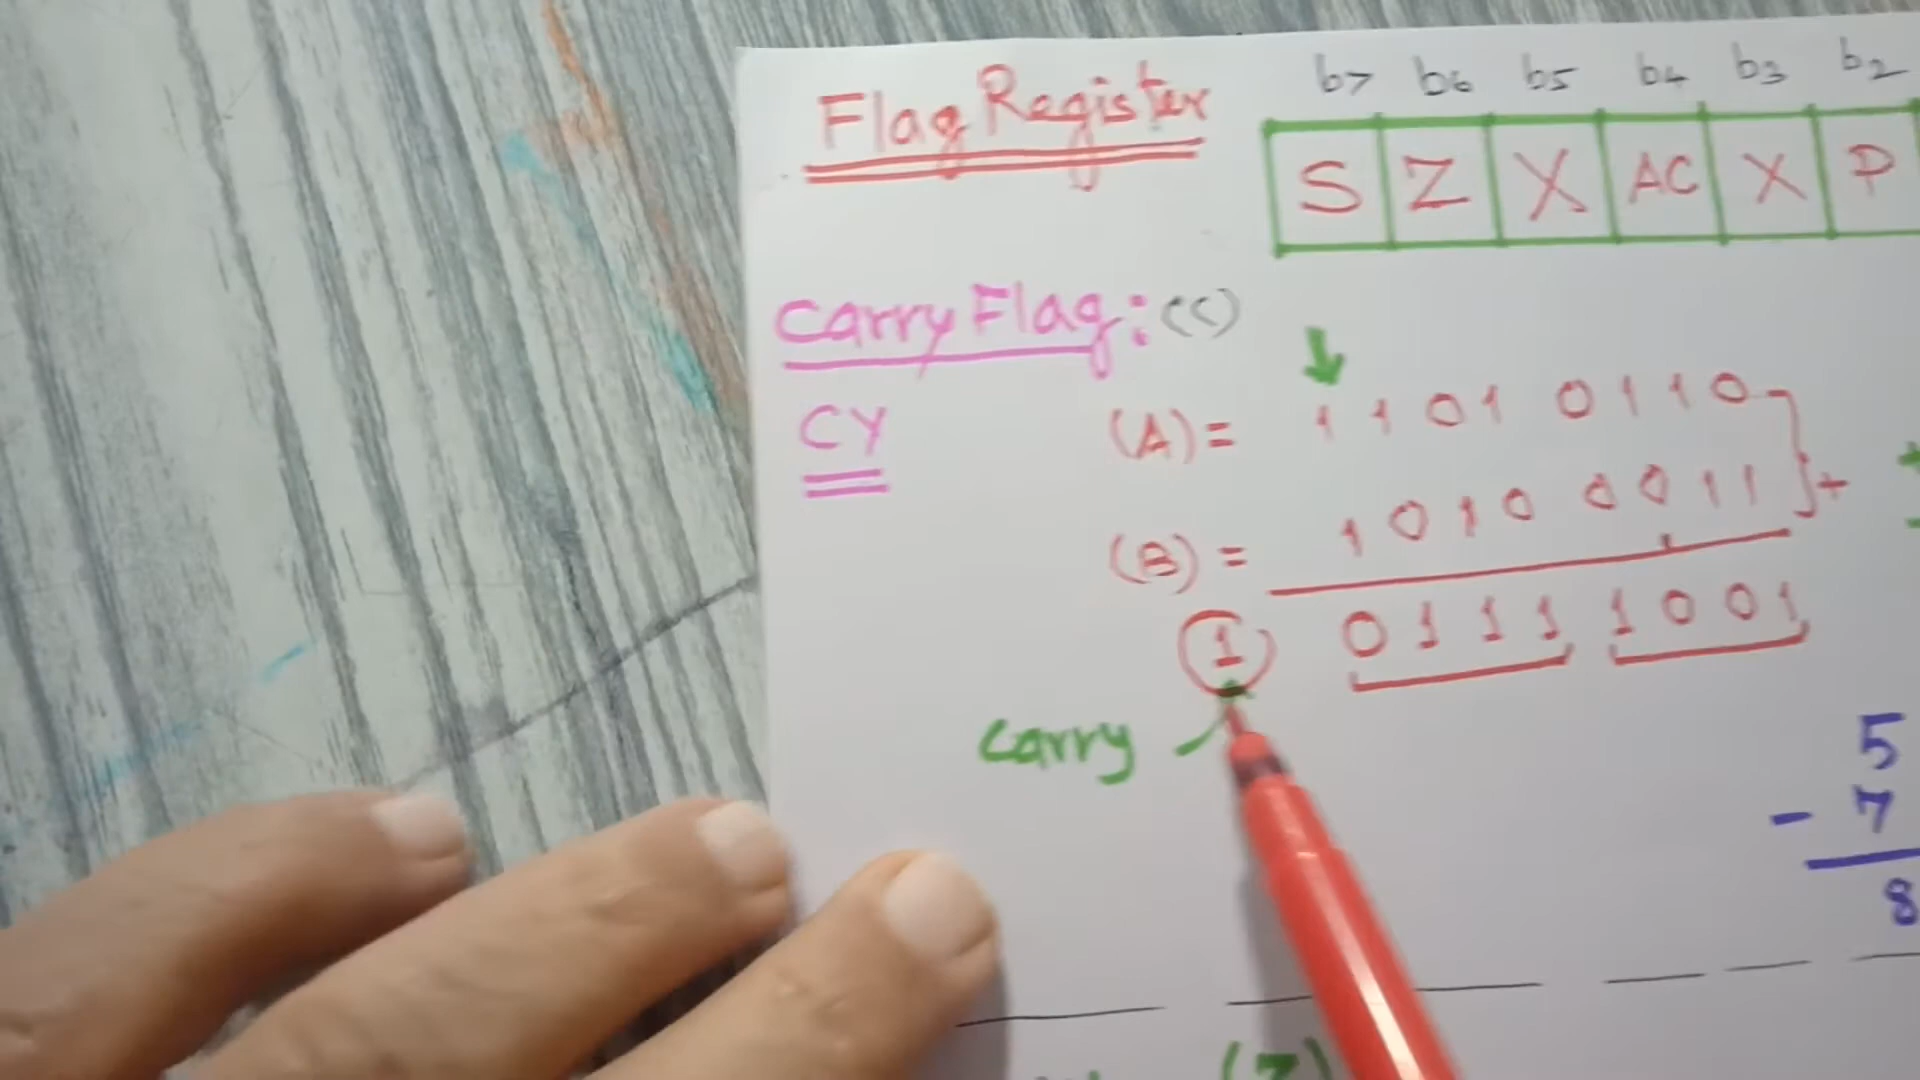 Flag Register
b7 b6 b5 b4 b3 b2
S Z X AC X P
Carry Flag: (C)
CY
(A) = 1 1 0 1 0 1 1 0
+
(B) = 1 0 1 0 0 0 1 1
1 0 1 1 1 1 0 0 1
Carry
5
- 7
8
(Z)